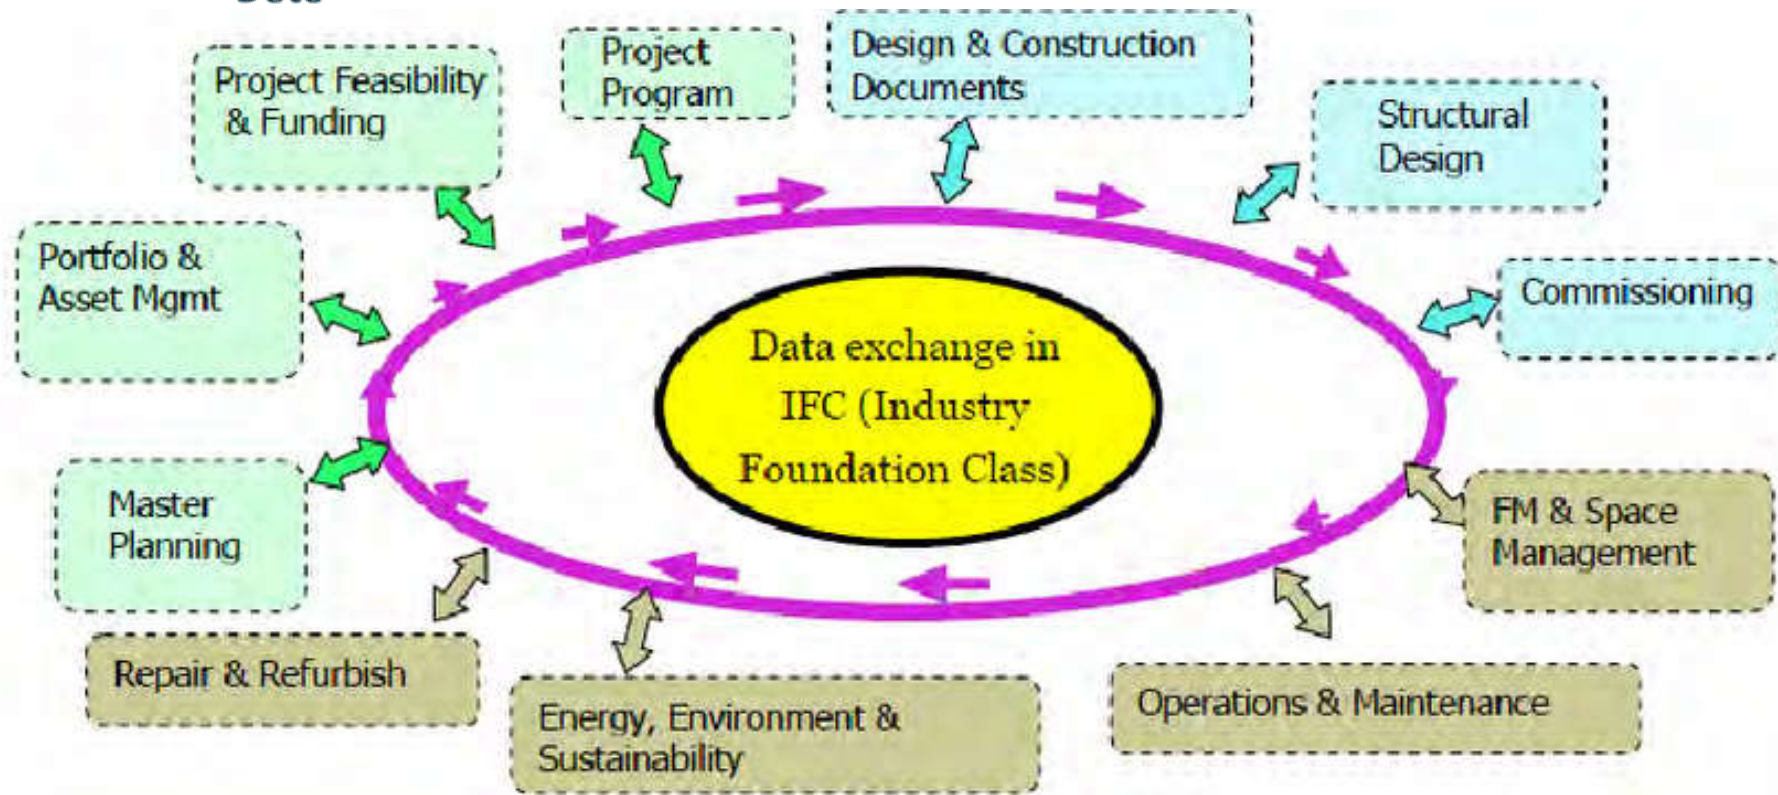 Project Feasibility
& Funding
Project
Program
Design & Construction
Documents
Structural
Design
Portfolio &
Asset Mgmt
Commissioning
Data exchange in
IFC (Industry
Foundation Class)
Master
Planning
FM & Space
Management
Repair & Refurbish
Energy, Environment &
Sustainability
Operations & Maintenance